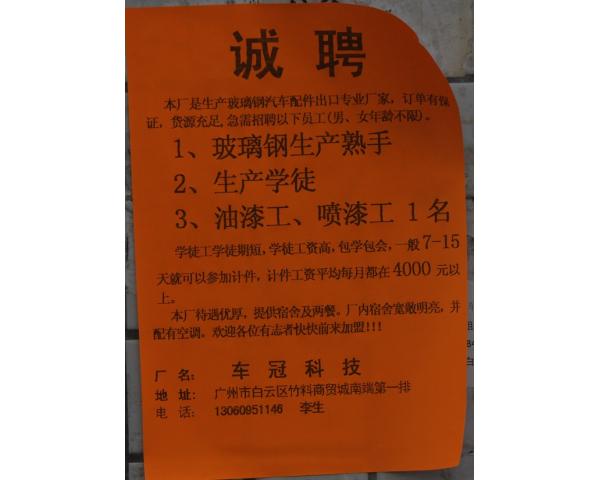 诚 聘
本厂是生产玻璃钢汽车配件出口专业厂家，订单有保
证，货源充足,急需招聘以下员工(男、女年龄不限)。
1、玻璃钢生产熟手
2、生产学徒
3、油漆工、喷漆工 1 名
学徒工学徒期短，学徒工资高，包学包会，一般 7-15
天就可以参加计件，计件工资平均每月都在 4000 元以
上。
本厂待遇优厚，提供宿舍及两餐。厂内宿舍宽敞明亮，并
配有空调。欢迎各位有志者快快前来加盟!!!
厂 名： 车 冠 科 技
地 址： 广州市白云区竹料商贸城南端第一排
电 话： 13060951146 李生